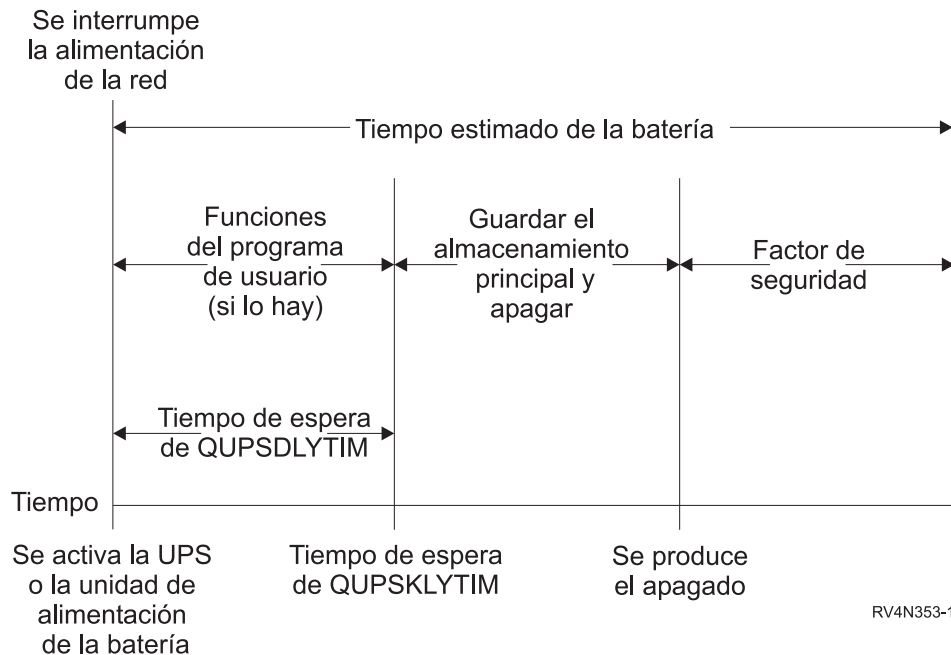 Se interrumpe
la alimentación
de la red
Tiempo estimado de la batería
Funciones
del programa
de usuario
(si lo hay)
Guardar el
almacenamiento
principal y
apagar
Factor de
seguridad
Tiempo de espera
de QUPSDLYTIM
Tiempo
Se activa la UPS
o la unidad de
alimentación
de la batería
Tiempo de espera
de QUPSKLYTIM
Se produce
el apagado
RV4N353-1